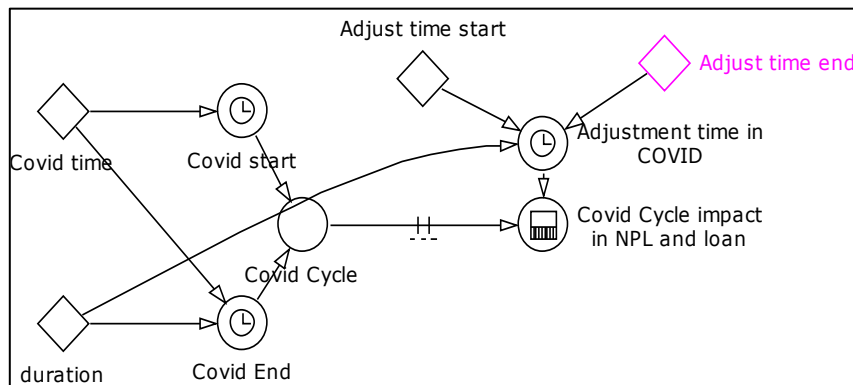 Adjust time start
Adjust time end
Covid time
Covid start
Adjustment time in
COVID
Covid Cycle impact
in NPL and loan
Covid Cycle
duration
Covid End